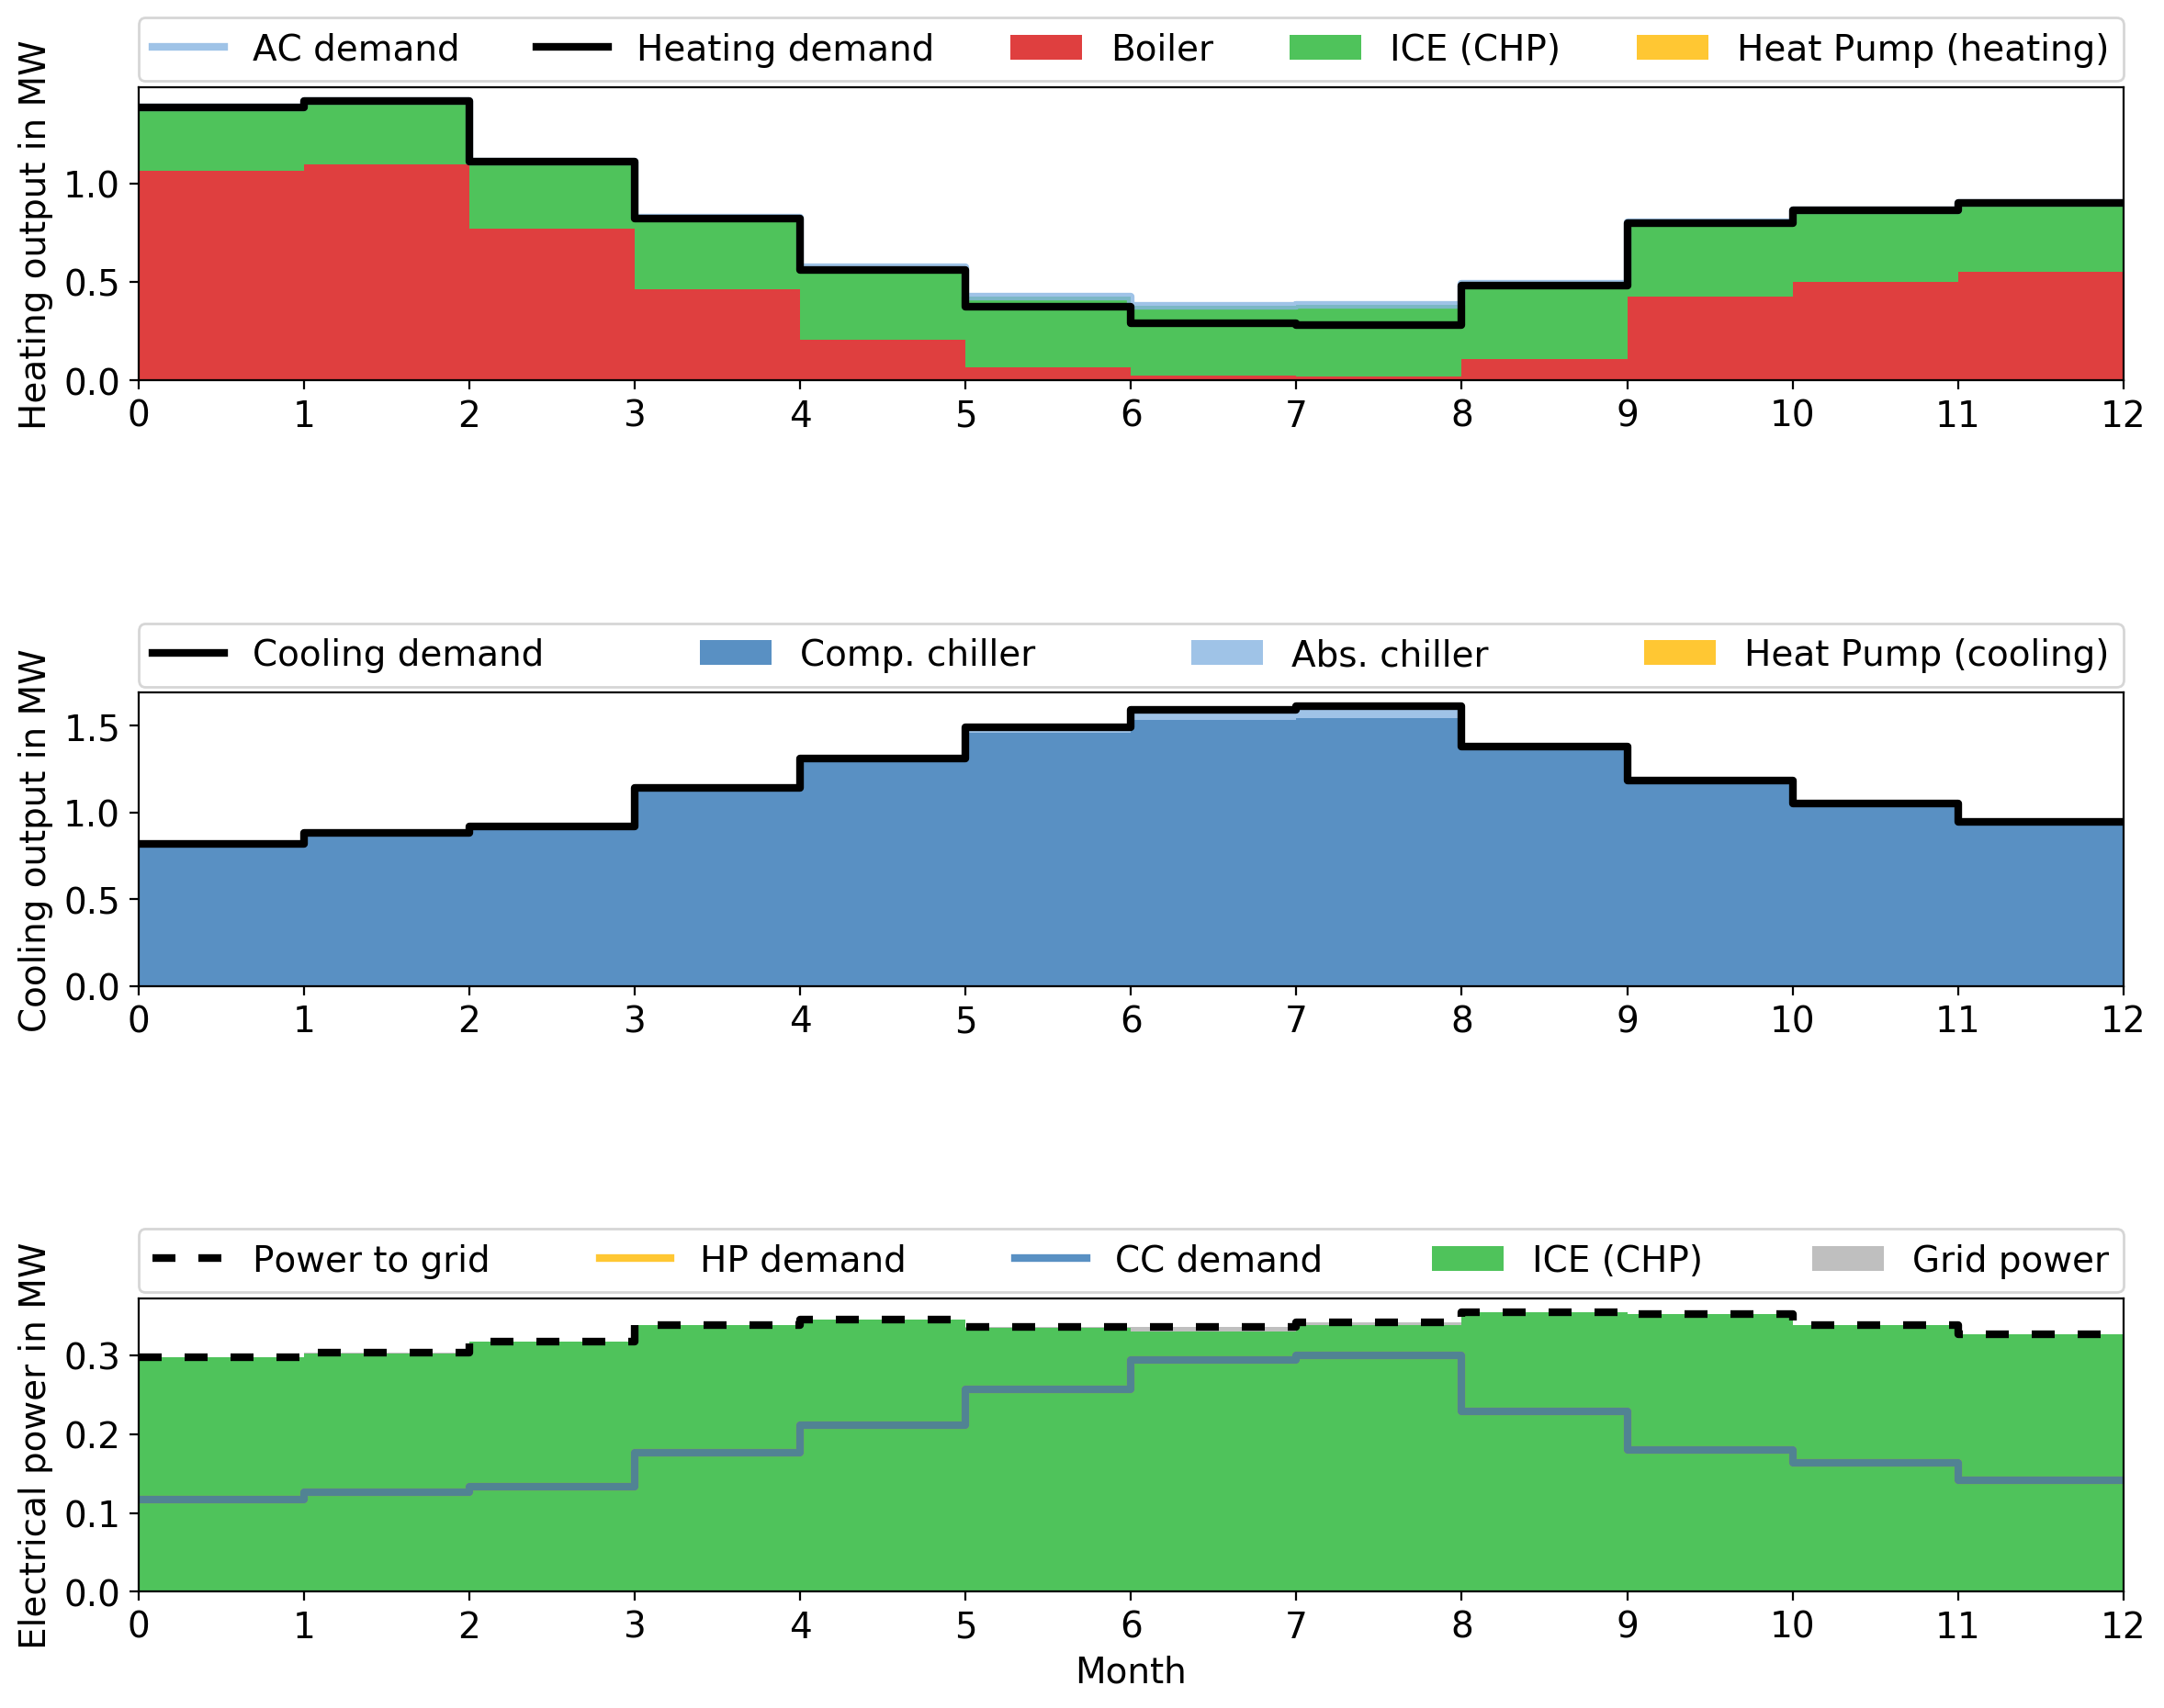 AC demand Heating demand Boiler ICE (CHP) Heat Pump (heating)
Heating output in MW
1.0
0.5
0.0
0 1 2 3 4 5 6 7 8 9 10 11 12
Cooling demand Comp. chiller Abs. chiller Heat Pump (cooling)
Cooling output in MW
1.5
1.0
0.5
0.0
0 1 2 3 4 5 6 7 8 9 10 11 12
Power to grid HP demand CC demand ICE (CHP) Grid power
Electrical power in MW
0.3
0.2
0.1
0.0
0 1 2 3 4 5 6 7 8 9 10 11 12
Month